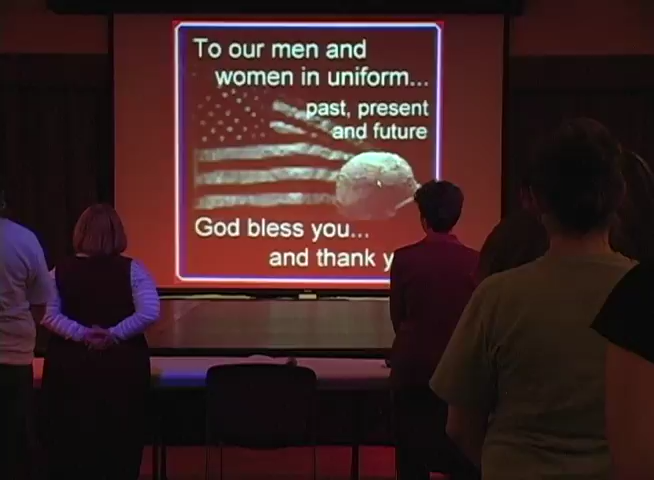 To our men and
women in uniform...
past, present
and future
God bless you...
and thank